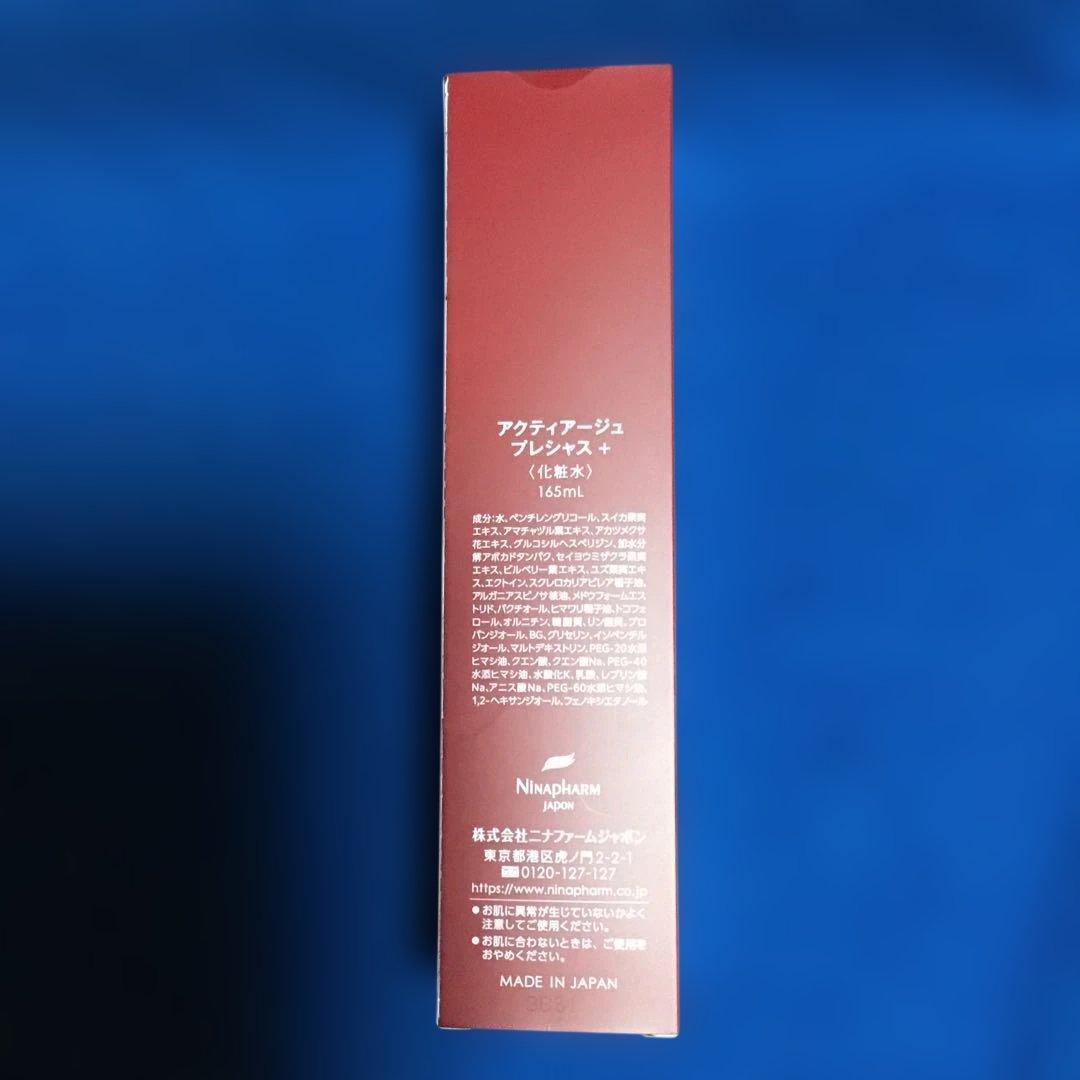 アクティアージュ
プレシャス +
〈化粧水〉
165mL
成分:水、ペンチレングリコール、スイカ果実
エキス、アマチャヅル葉エキス、アカツメクサ
花エキス、グルコシルヘスペリジン、加水分
解アボカドタンパク、セイヨウミザクラ果実
エキス、ビルベリー葉エキス、ユズ果実エキ
ス、エクトイン、スクレロカリアビレア種子油、
アルガニアスピノサ核油、メドウフォームエス
トリド、バクチオール、ヒマワリ種子油、トコフェ
ロール、オルニチン、糖脂質、リン脂質、プロ
パンジオール、BG、グリセリン、イソペンチル
ジオール、マルトデキストリン、PEG-20水添
ヒマシ油、クエン酸、クエン酸Na、PEG-40
水添ヒマシ油、水酸化K、乳酸、レブリン酸
Na、アニス酸Na、PEG-60水添ヒマシ油、
1,2-ヘキサンジオール、フェノキシエタノール
NINAPHARM
JAPON
株式会社ニナファームジャポン
東京都港区虎ノ門2-2-1
0120-127-127
https://www.ninapharm.co.jp
●お肌に異常が生じていないかよく
注意してご使用ください。
●お肌に合わないときは、ご使用を
おやめください。
MADE IN JAPAN